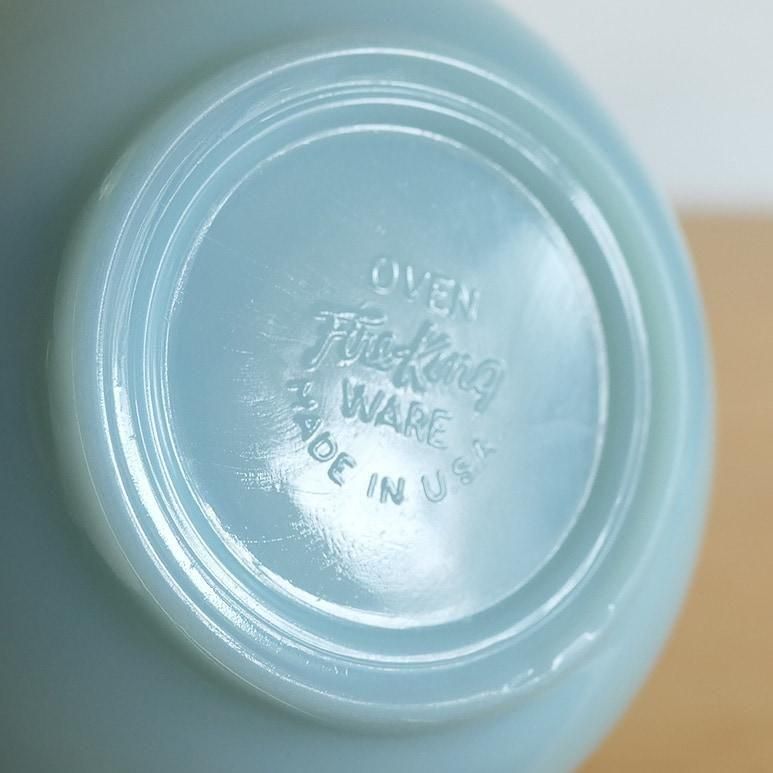 OVEN
Fire-King
WARE
MADE IN U.S.A.